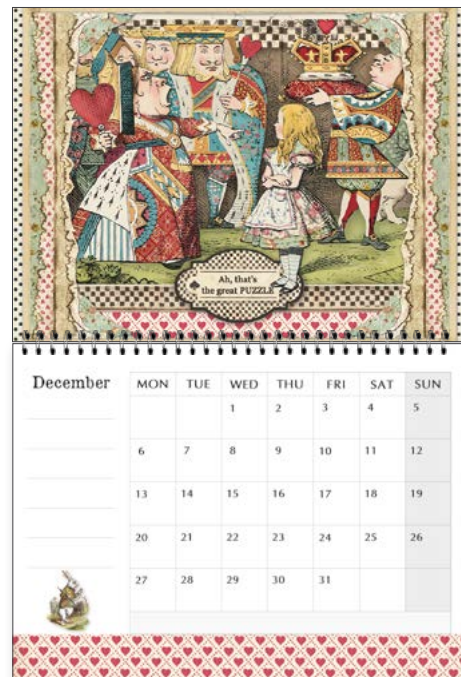 Ah, that's
the great PUZZLE
December
MON TUE WED THU FRI SAT SUN
1 2 3 4 5
6 7 8 9 10 11 12
13 14 15 16 17 18 19
20 21 22 23 24 25 26
27 28 29 30 31